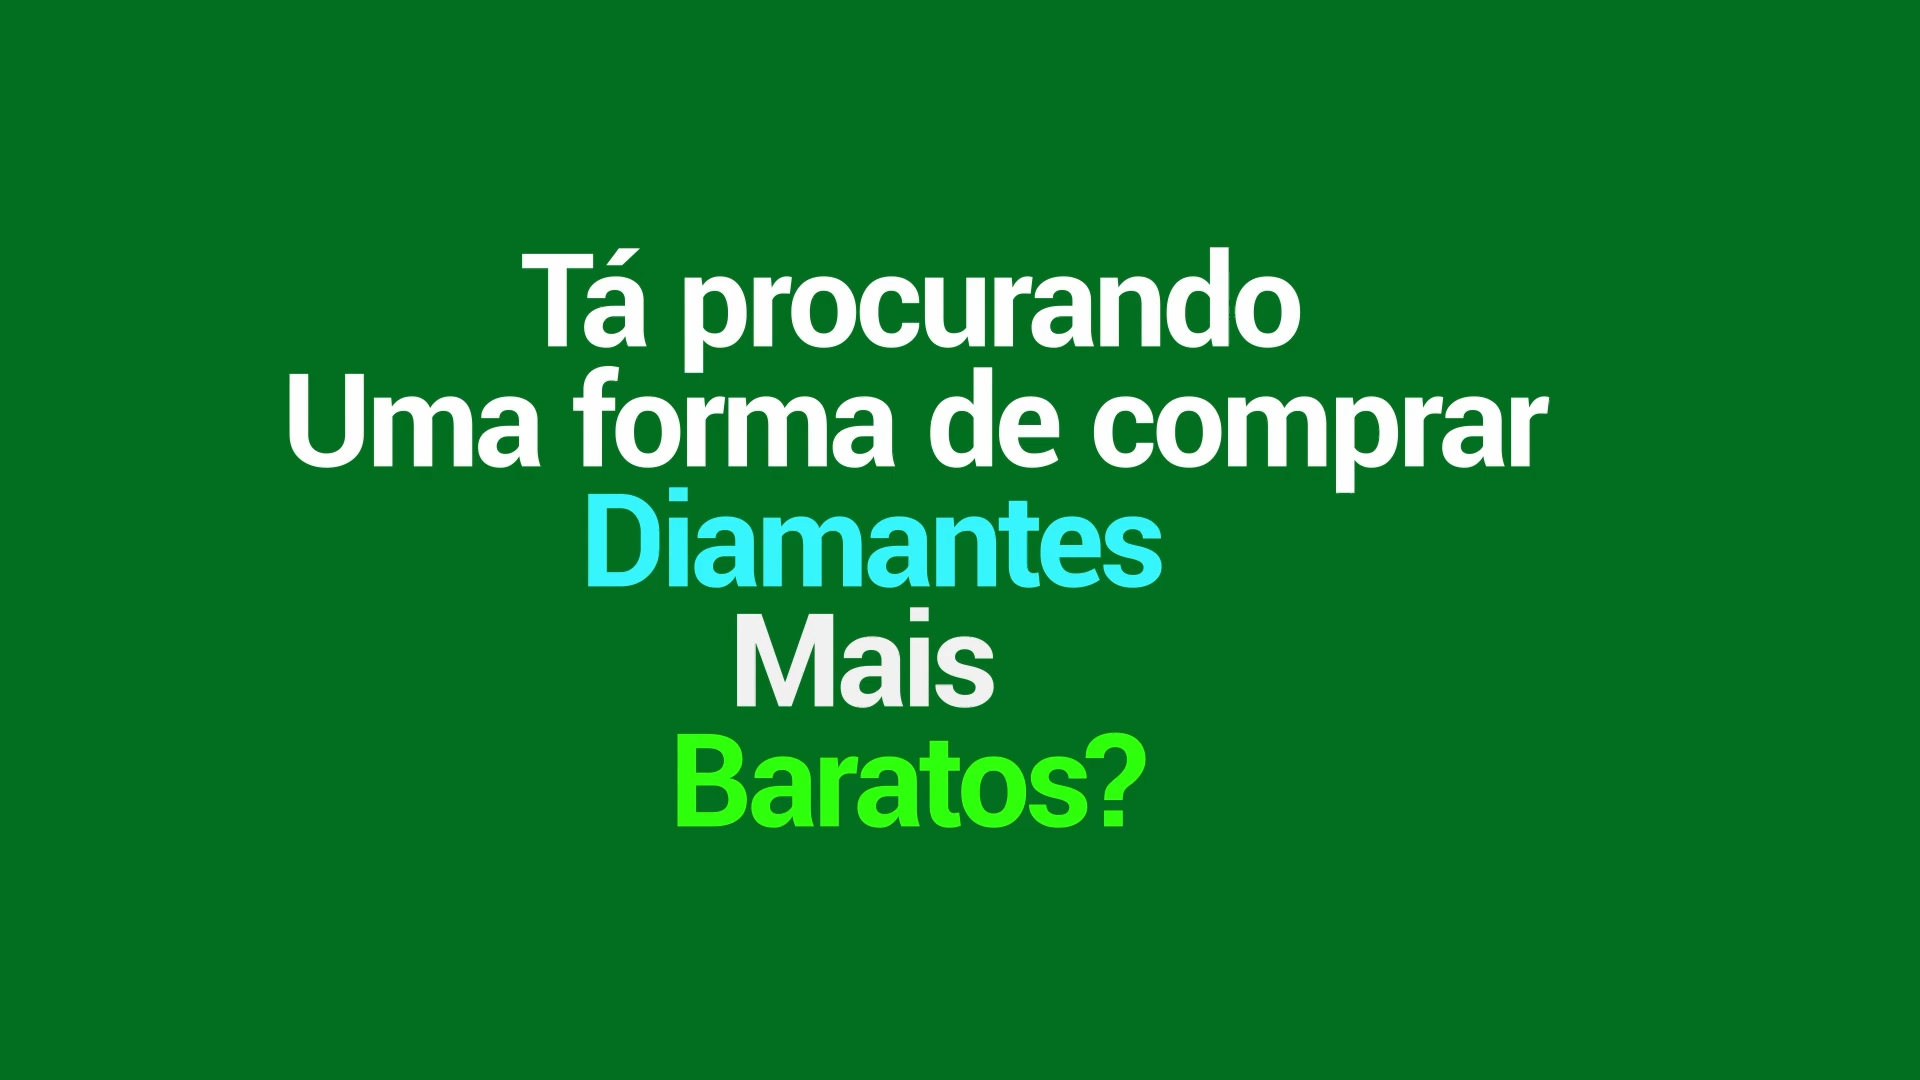 Tá procurando
Uma forma de comprar
Diamantes
Mais
Baratos?